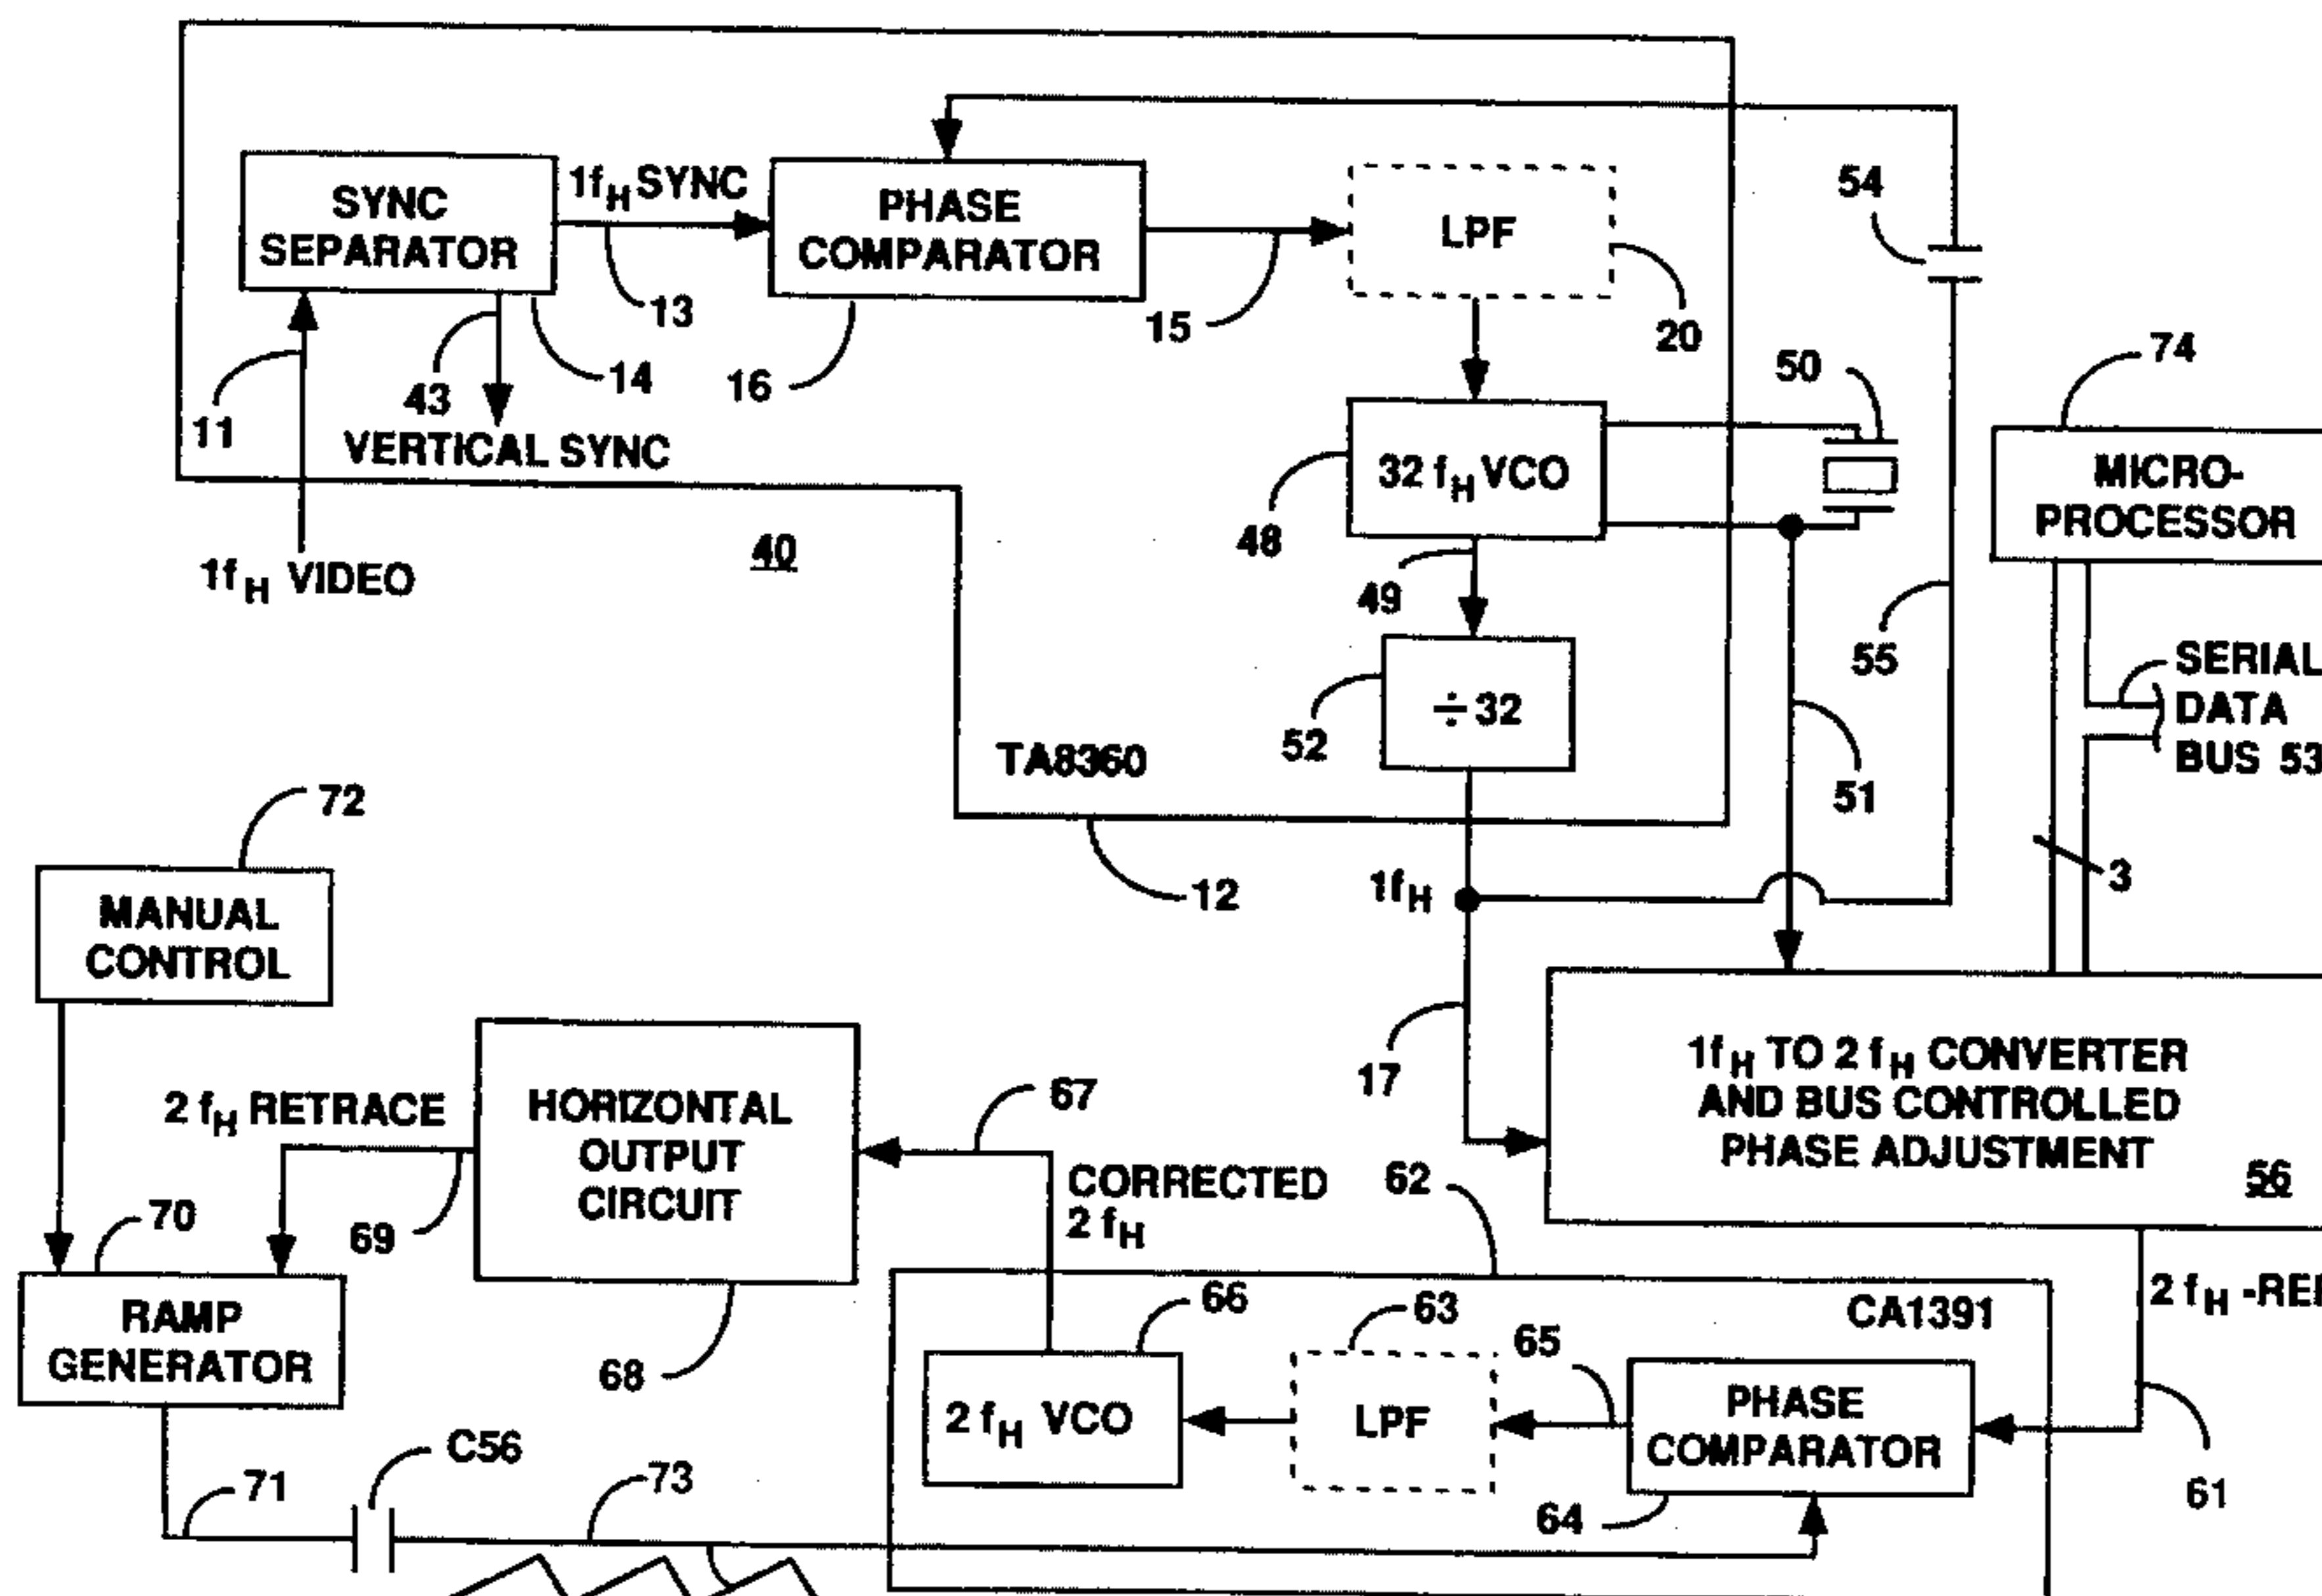 SYNC
SEPARATOR
1fH SYNC
PHASE
COMPARATOR
LPF
54
13
15
20
74
50
43
14
16
11
VERTICAL SYNC
32 fH VCO
MICRO-
PROCESSOR
48
40
1fH VIDEO
49
55
SERIAL
DATA
BUS 53
÷32
52
TA8360
51
72
3
12
1fH
MANUAL
CONTROL
17
1fH TO 2 fH CONVERTER
AND BUS CONTROLLED
PHASE ADJUSTMENT
56
67
2 fH RETRACE
HORIZONTAL
OUTPUT
CIRCUIT
CORRECTED
2 fH
62
70
69
RAMP
GENERATOR
66
63
CA1391
65
68
2 fH VCO
LPF
PHASE
COMPARATOR
C56
71
73
64
61